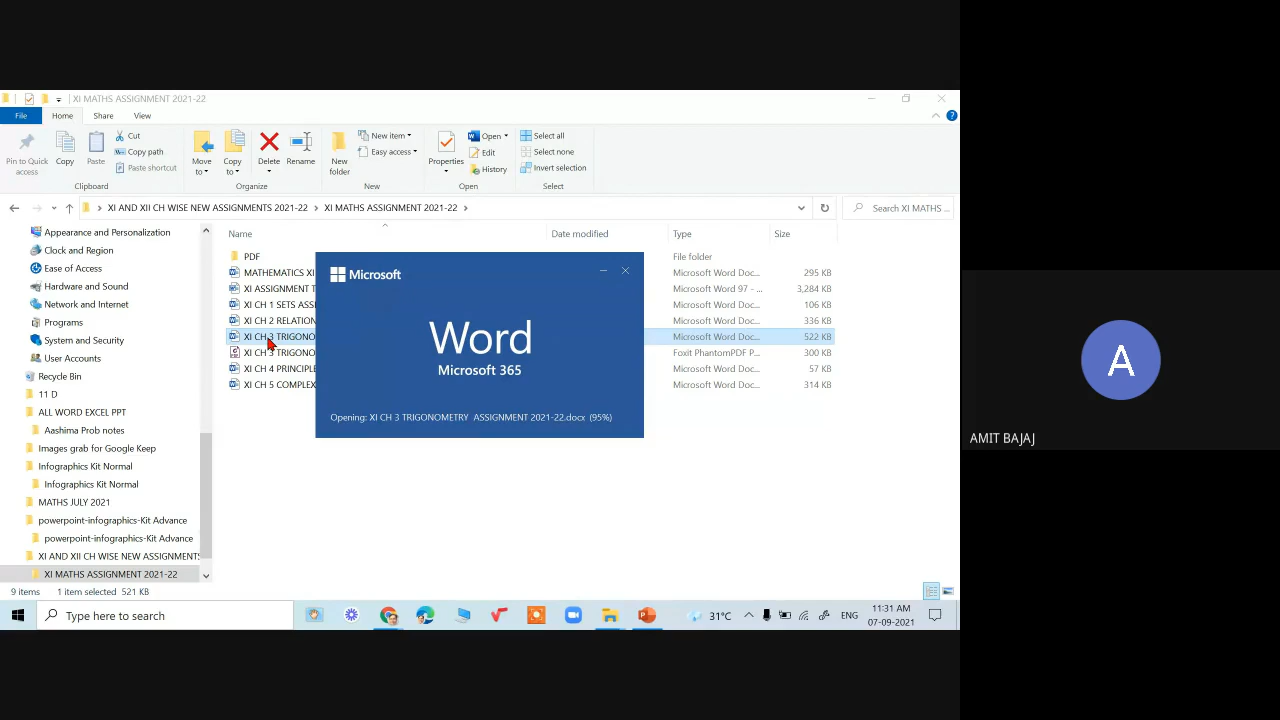 XI MATHS ASSIGNMENT 2021-22
File Home Share View
Pin to Quick access
Copy
Paste
Cut
Copy path
Paste shortcut
Clipboard
Move to
Copy to
Delete
Rename
Organize
New folder
New item
Easy access
New
Properties
Open
Edit
History
Open
Select all
Select none
Invert selection
Select
XI AND XII CH WISE NEW ASSIGNMENTS 2021-22 > XI MATHS ASSIGNMENT 2021-22 >
Search XI MATHS ...
Appearance and Personalization
Clock and Region
Ease of Access
Hardware and Sound
Network and Internet
Programs
System and Security
User Accounts
Recycle Bin
11 D
ALL WORD EXCEL PPT
Aashima Prob notes
Images grab for Google Keep
Infographics Kit Normal
Infographics Kit Normal
MATHS JULY 2021
powerpoint-infographics-Kit Advance
powerpoint-infographics-Kit Advance
XI AND XII CH WISE NEW ASSIGNMENTS
XI MATHS ASSIGNMENT 2021-22
Name Date modified Type Size
PDF File folder
MATHEMATICS XI Microsoft Word Doc... 295 KB
XI ASSIGNMENT T Microsoft Word 97 - ... 3,284 KB
XI CH 1 SETS ASS Microsoft Word Doc... 106 KB
XI CH 2 RELATION Microsoft Word Doc... 336 KB
XI CH 3 TRIGONO Microsoft Word Doc... 522 KB
XI CH 3 TRIGONO Foxit PhantomPDF P... 300 KB
XI CH 4 PRINCIPLE Microsoft Word Doc... 57 KB
XI CH 5 COMPLEX Microsoft Word Doc... 314 KB
Microsoft
Word
Microsoft 365
Opening: XI CH 3 TRIGONOMETRY ASSIGNMENT 2021-22.docx (95%)
9 items 1 item selected 521 KB
Type here to search
31°C
ENG
11:31 AM
07-09-2021
A
AMIT BAJAJ